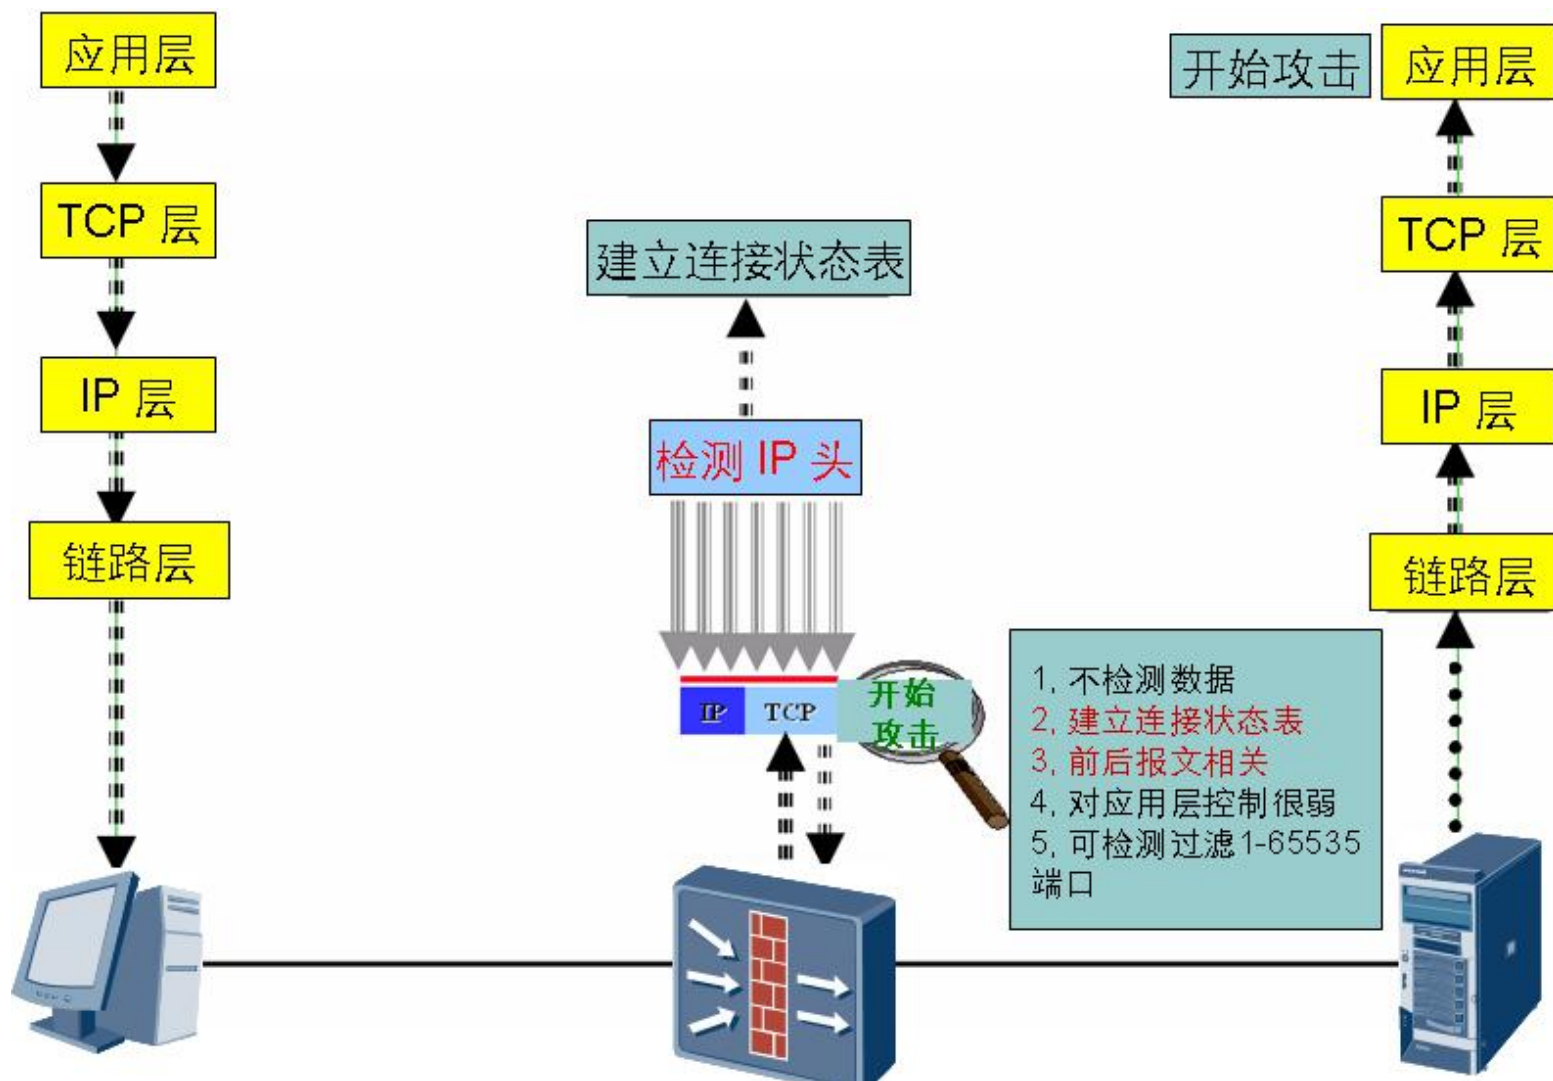 应用层
TCP 层
IP 层
链路层
建立连接状态表
检测 IP 头
IP
TCP
开始
攻击
1, 不检测数据
2, 建立连接状态表
3, 前后报文相关
4, 对应用层控制很弱
5, 可检测过滤1-65535
端口
开始攻击
应用层
TCP 层
IP 层
链路层